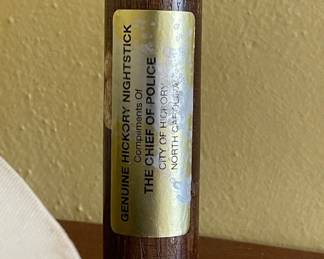 GENUINE HICKORY NIGHTSTICK
Compliments Of
THE CHIEF OF POLICE
CITY OF HICKORY
NORTH CAROLINA